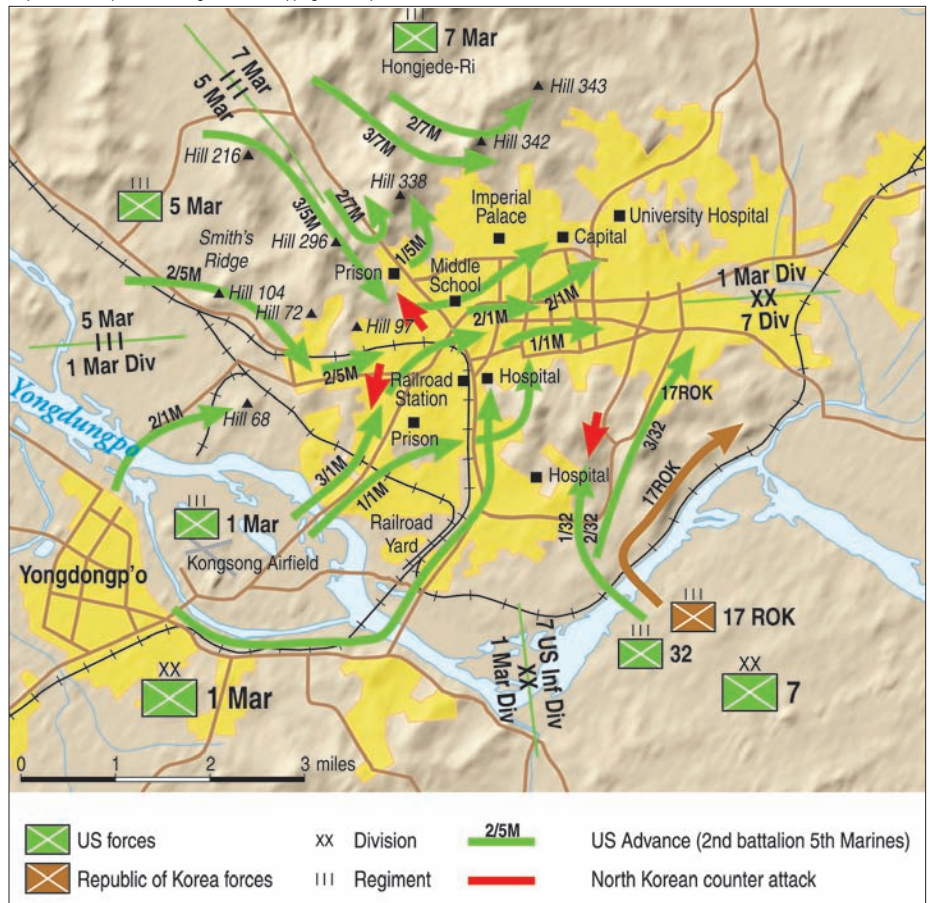 7 Mar
Hongjede-Ri
7 Mar
III
5 Mar
Hill 343
3/7M
2/7M
Hill 342
Hill 216
III
5 Mar
3/5M
2/7M
Hill 338
Imperial
Palace
University Hospital
Smith's
Ridge
Hill 296
1/5M
Prison
Capital
Middle
School
2/5M
Hill 104
1 Mar Div
XX
7 Div
Hill 72
Hill 97
2/1M
2/1M
5 Mar
III
1 Mar Div
1/1M
2/5M
Railroad
Station
Hospital
17ROK
Yongdungpo
2/1M
Hill 68
Prison
3/32
3/1M
1/1M
Hospital
17ROK
1/32
2/32
III
1 Mar
Railroad
Yard
Kongsong Airfield
Yongdongp'o
III
17 ROK
III
32
7 US Inf Div
XX
1 Mar Div
XX
1 Mar
XX
7
0 1 2 3 miles
US forces
XX Division
2/5M US Advance (2nd battalion 5th Marines)
Republic of Korea forces
III Regiment
North Korean counter attack